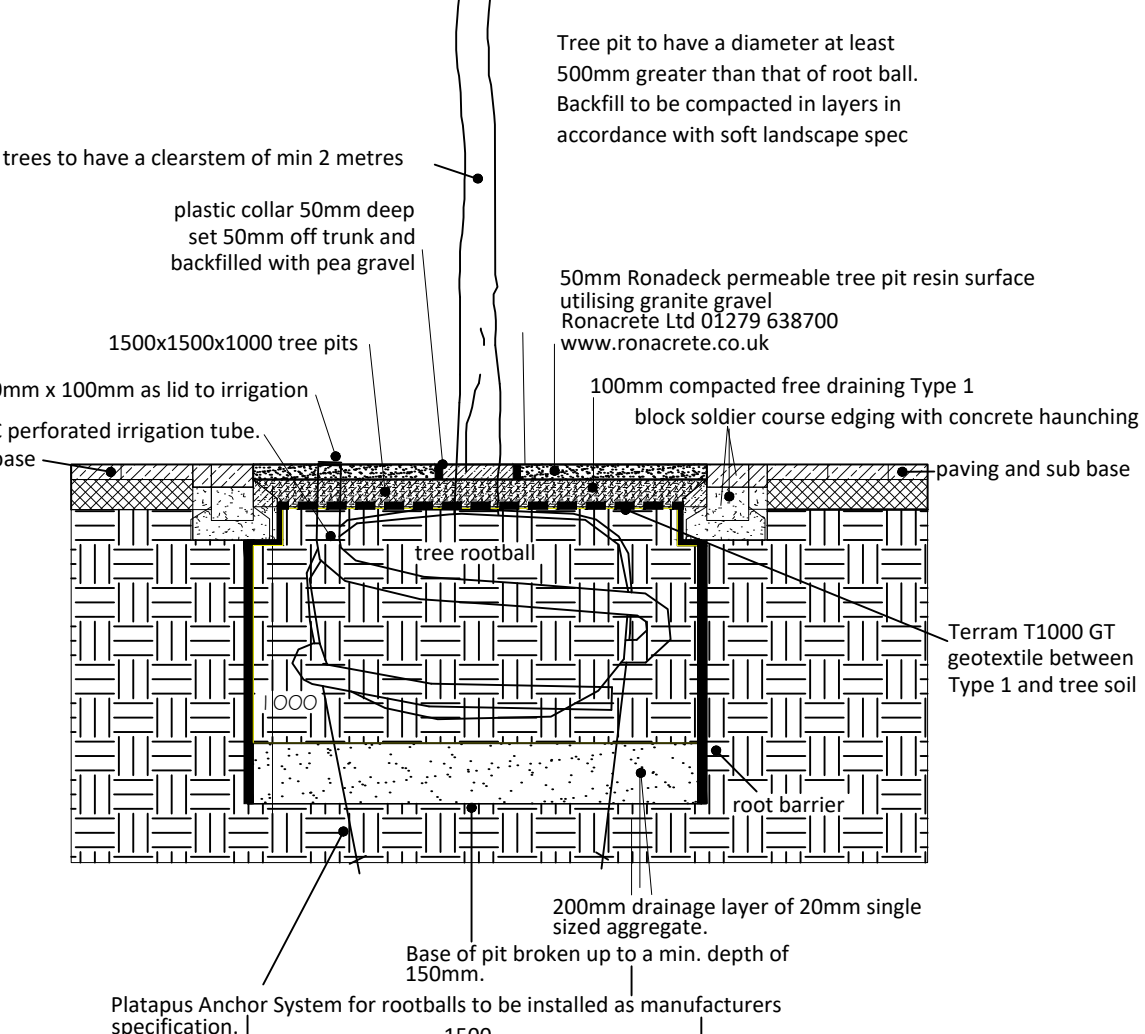 Tree pit to have a diameter at least
500mm greater than that of root ball.
Backfill to be compacted in layers in
accordance with soft landscape spec
trees to have a clearstem of min 2 metres
plastic collar 50mm deep
set 50mm off trunk and
backfilled with pea gravel
50mm Ronadeck permeable tree pit resin surface
utilising granite gravel
Ronacrete Ltd 01279 638700
www.ronacrete.co.uk
1500x1500x1000 tree pits
100mm compacted free draining Type 1
mm x 100mm as lid to irrigation
block soldier course edging with concrete haunching
perforated irrigation tube.
base
paving and sub base
tree rootball
Terram T1000 GT
geotextile between
Type 1 and tree soil
1000
root barrier
200mm drainage layer of 20mm single
sized aggregate.
Base of pit broken up to a min. depth of
150mm.
Platapus Anchor System for rootballs to be installed as manufacturers
specification.
1500